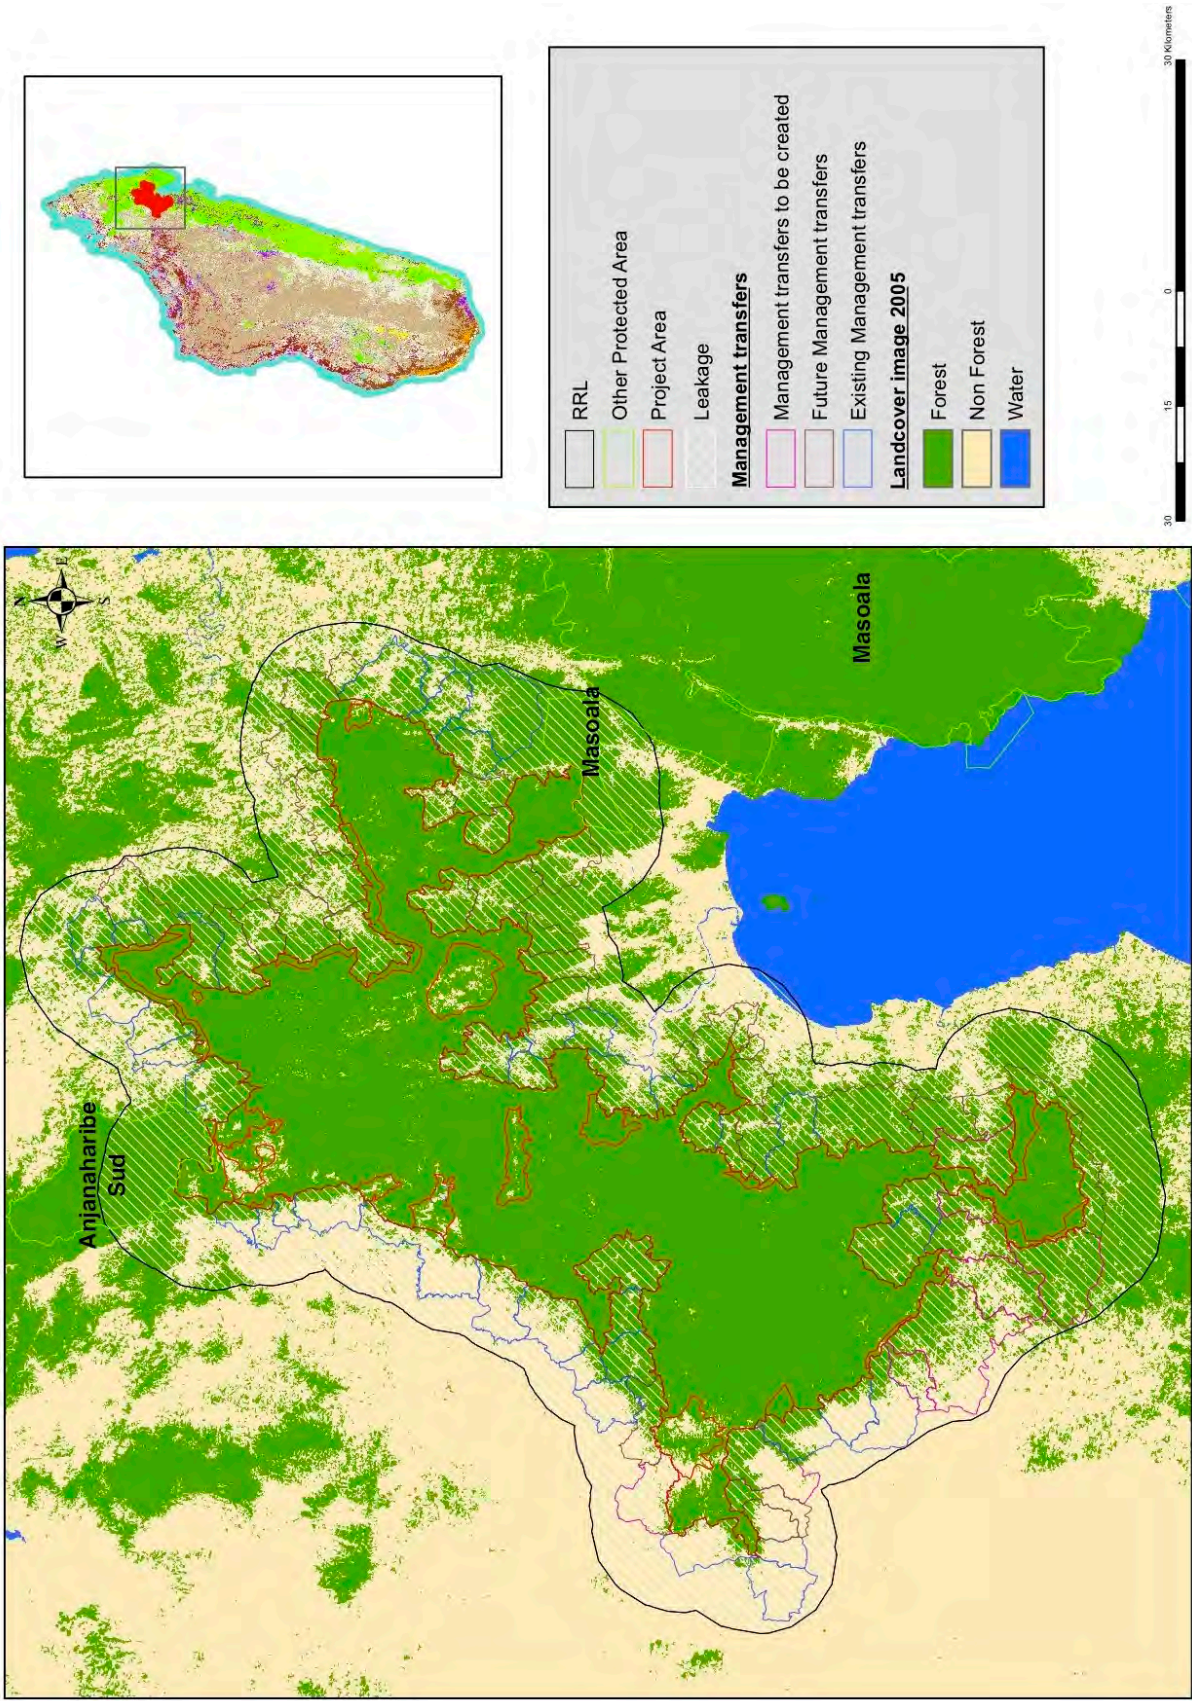 N
W
E
S
Anjanaharibe
Sud
Masoala
Masoala
RRL
Other Protected Area
Project Area
Leakage
Management transfers
Management transfers to be created
Future Management transfers
Existing Management transfers
Landcover image 2005
Forest
Non Forest
Water
30 15 0 30 Kilometers